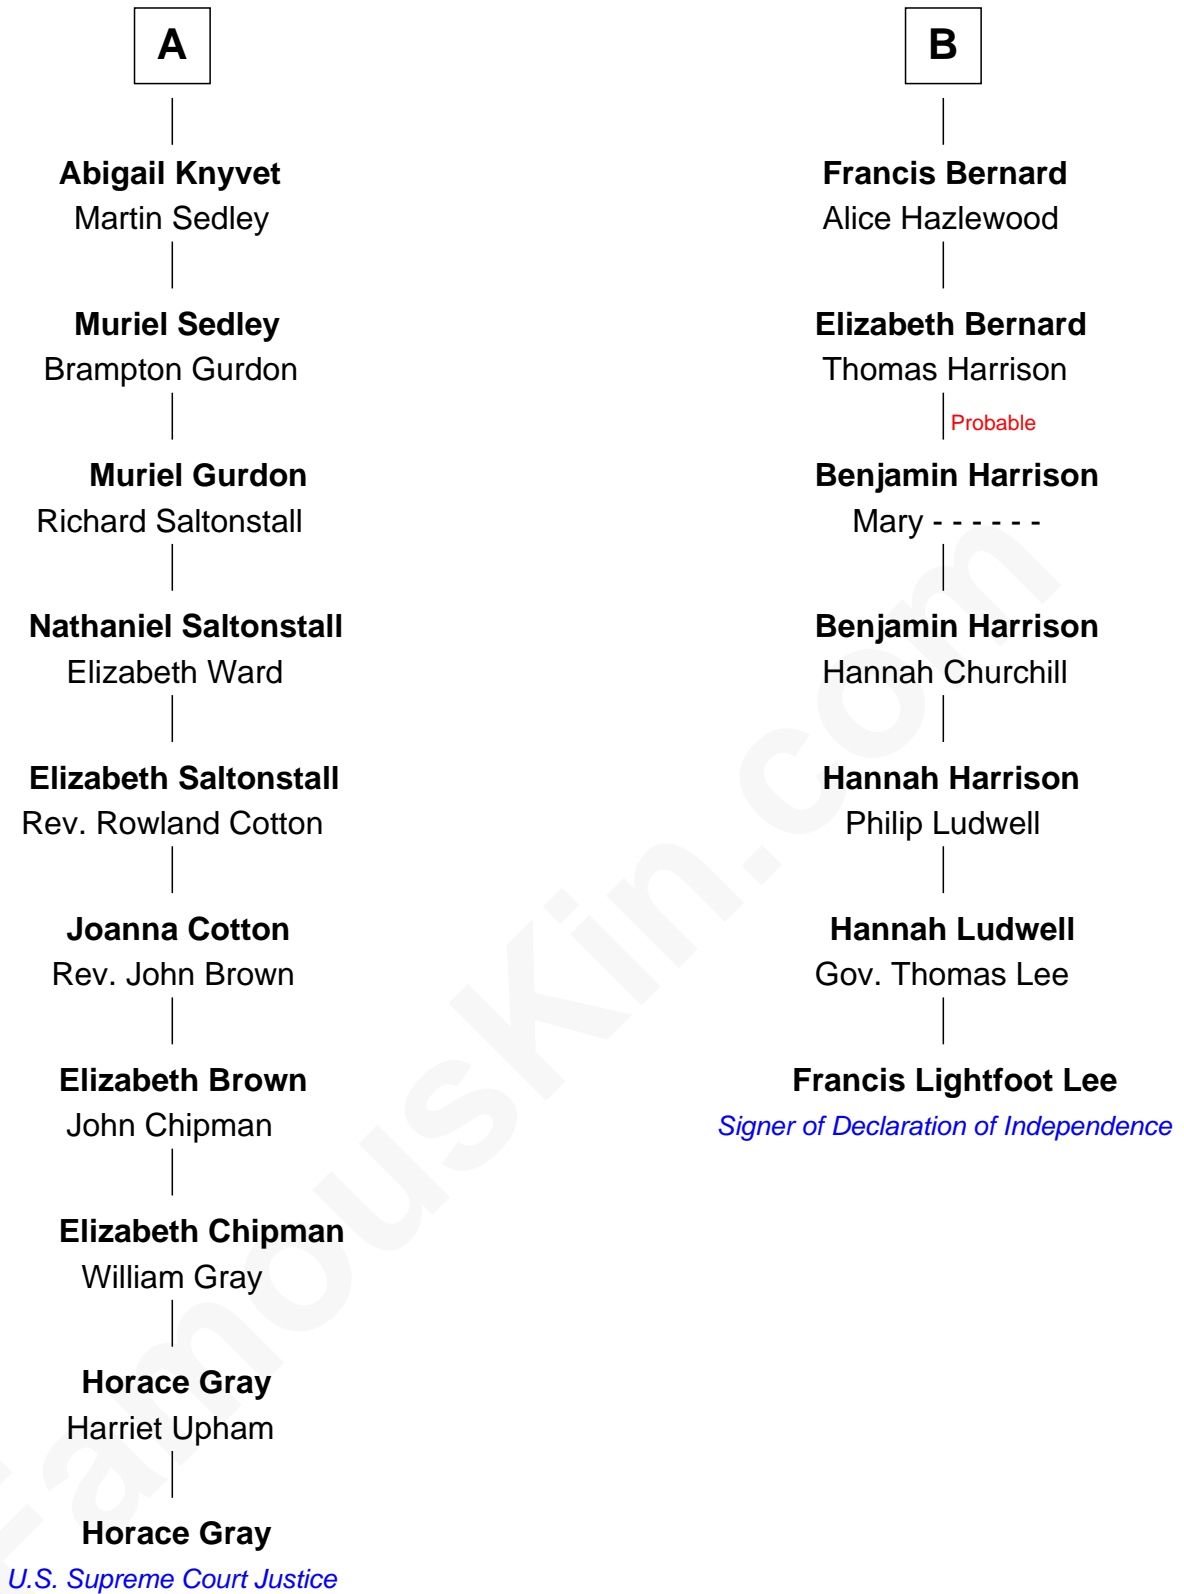 A
Abigail Knyvet
Martin Sedley
Muriel Sedley
Brampton Gurdon
Muriel Gurdon
Richard Saltonstall
Nathaniel Saltonstall
Elizabeth Ward
Elizabeth Saltonstall
Rev. Rowland Cotton
Joanna Cotton
Rev. John Brown
Elizabeth Brown
John Chipman
Elizabeth Chipman
William Gray
Horace Gray
Harriet Upham
Horace Gray
U.S. Supreme Court Justice
B
Francis Bernard
Alice Hazlewood
Elizabeth Bernard
Thomas Harrison
Probable
Benjamin Harrison
Mary - - - - - -
Benjamin Harrison
Hannah Churchill
Hannah Harrison
Philip Ludwell
Hannah Ludwell
Gov. Thomas Lee
Francis Lightfoot Lee
Signer of Declaration of Independence
FamousKin.com